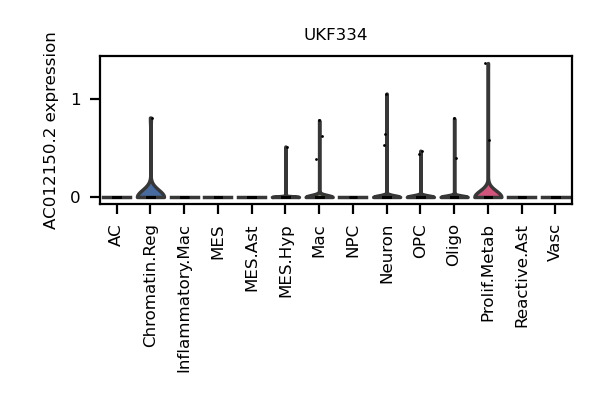 UKF334
AC012150.2 expression
1
0
AC
Chromatin.Reg
Inflammatory.Mac
MES
MES.Ast
MES.Hyp
Mac
NPC
Neuron
OPC
Oligo
Prolif.Metab
Reactive.Ast
Vasc